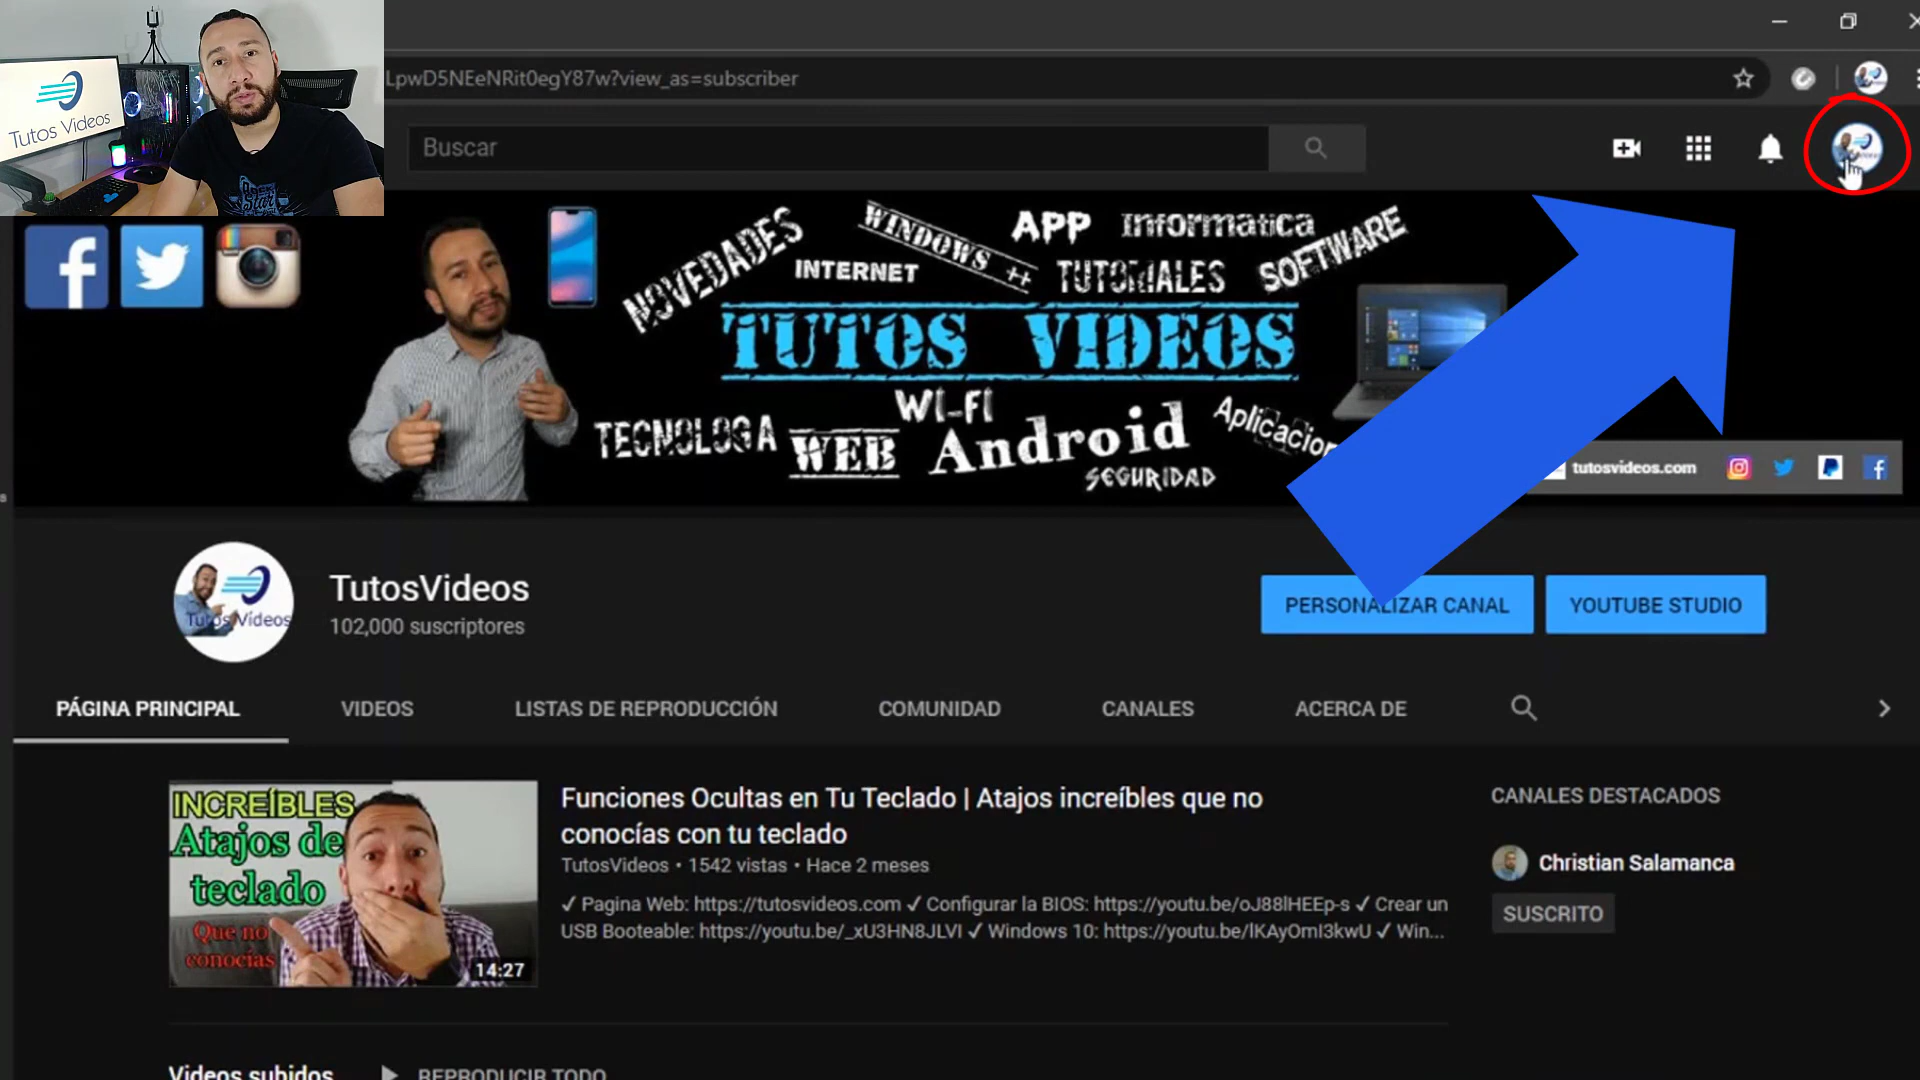 Tutos Videos
LpwD5NEeNRit0egY87w?view_as=subscriber
Buscar
NOVEDADES
WINDOWS ++
APP
Informatica
SOFTWARE
INTERNET
TUTORIALES
TUTOS VIDEOS
WI-FI
TECNOLOGA
WEB
Android
SEGURIDAD
Aplicacion
tutosvideos.com
Tutos Vídeos
TutosVideos
102,000 suscriptores
PERSONALIZAR CANAL
YOUTUBE STUDIO
PÁGINA PRINCIPAL
VIDEOS
LISTAS DE REPRODUCCIÓN
COMUNIDAD
CANALES
ACERCA DE
INCREÍBLES
Atajos de
teclado
Que no
conocías
14:27
Funciones Ocultas en Tu Teclado | Atajos increíbles que no
conocías con tu teclado
TutosVideos • 1542 vistas • Hace 2 meses
✓ Pagina Web: https://tutosvideos.com ✓ Configurar la BIOS: https://youtu.be/oJ88lHEEp-s ✓ Crear un
USB Booteable: https://youtu.be/_xU3HN8JLVI ✓ Windows 10: https://youtu.be/lKAyOmI3kwU ✓ Win...
CANALES DESTACADOS
Christian Salamanca
SUSCRITO
Videos subidos
REPRODUCIR TODO